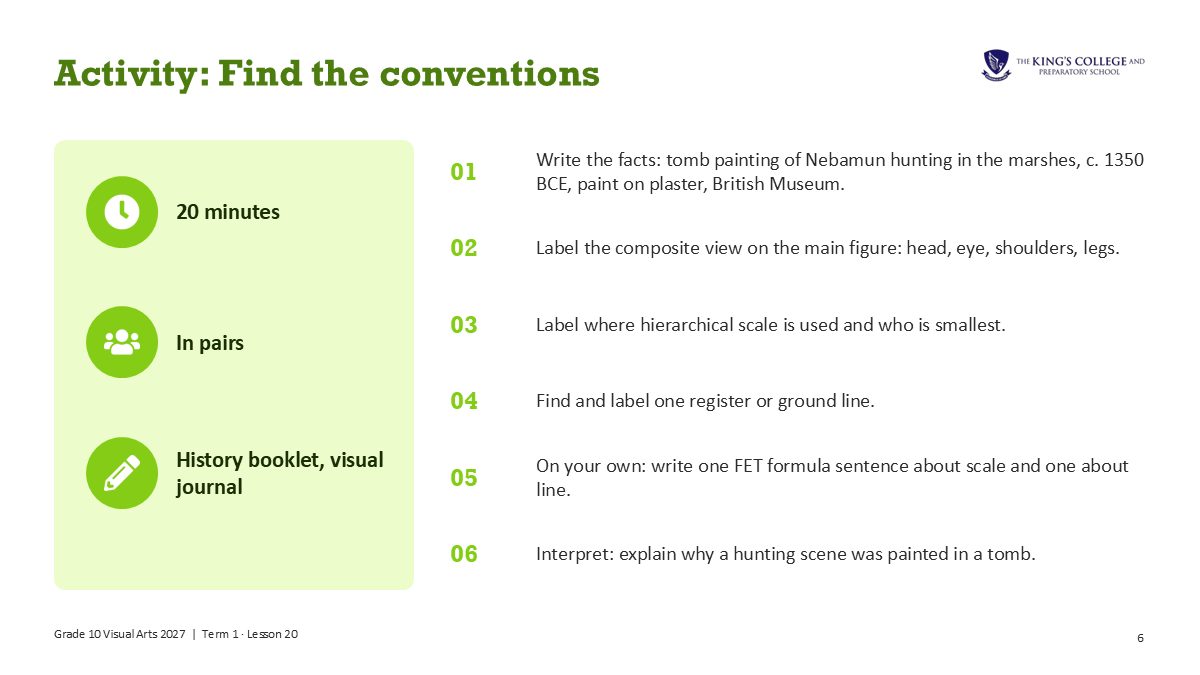 Activity: Find the conventions
THE KING'S COLLEGE AND
PREPARATORY SCHOOL
20 minutes
In pairs
History booklet, visual
journal
01
Write the facts: tomb painting of Nebamun hunting in the marshes, c. 1350
BCE, paint on plaster, British Museum.
02
Label the composite view on the main figure: head, eye, shoulders, legs.
03
Label where hierarchical scale is used and who is smallest.
04
Find and label one register or ground line.
05
On your own: write one FET formula sentence about scale and one about
line.
06
Interpret: explain why a hunting scene was painted in a tomb.
Grade 10 Visual Arts 2027 | Term 1 · Lesson 20
6